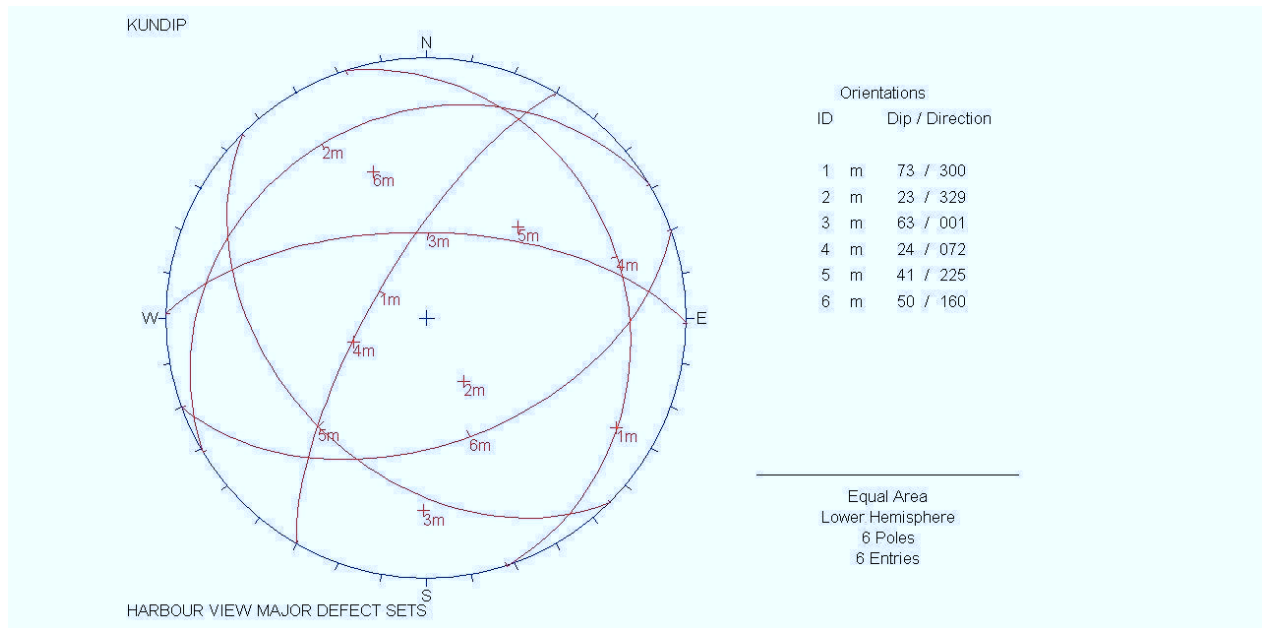 KUNDIP
N
Orientations
ID Dip / Direction
1 m 73 / 300
2 m 23 / 329
3 m 63 / 001
4 m 24 / 072
5 m 41 / 225
6 m 50 / 160
2m
6m
5m
3m
4m
1m
W
E
4m
2m
5m
6m
1m
3m
Equal Area
Lower Hemisphere
6 Poles
6 Entries
S
HARBOUR VIEW MAJOR DEFECT SETS